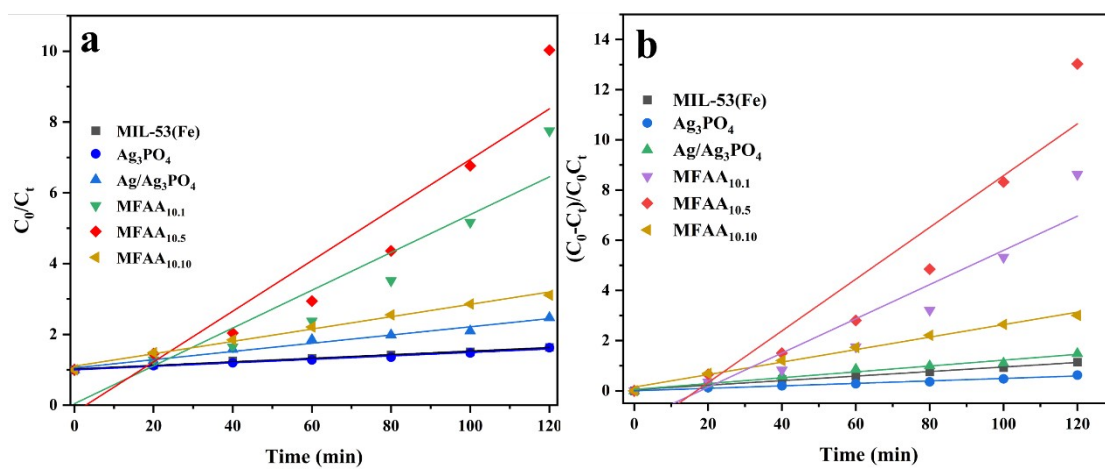 a
10
8
6
4
2
0
C₀/Cₜ
MIL-53(Fe)
Ag₃PO₄
Ag/Ag₃PO₄
MFAA₁₀.₁
MFAA₁₀.₅
MFAA₁₀.₁₀
0 20 40 60 80 100 120
Time (min)
b
14
12
10
8
6
4
2
0
(C₀-Cₜ)/C₀Cₜ
MIL-53(Fe)
Ag₃PO₄
Ag/Ag₃PO₄
MFAA₁₀.₁
MFAA₁₀.₅
MFAA₁₀.₁₀
0 20 40 60 80 100 120
Time (min)